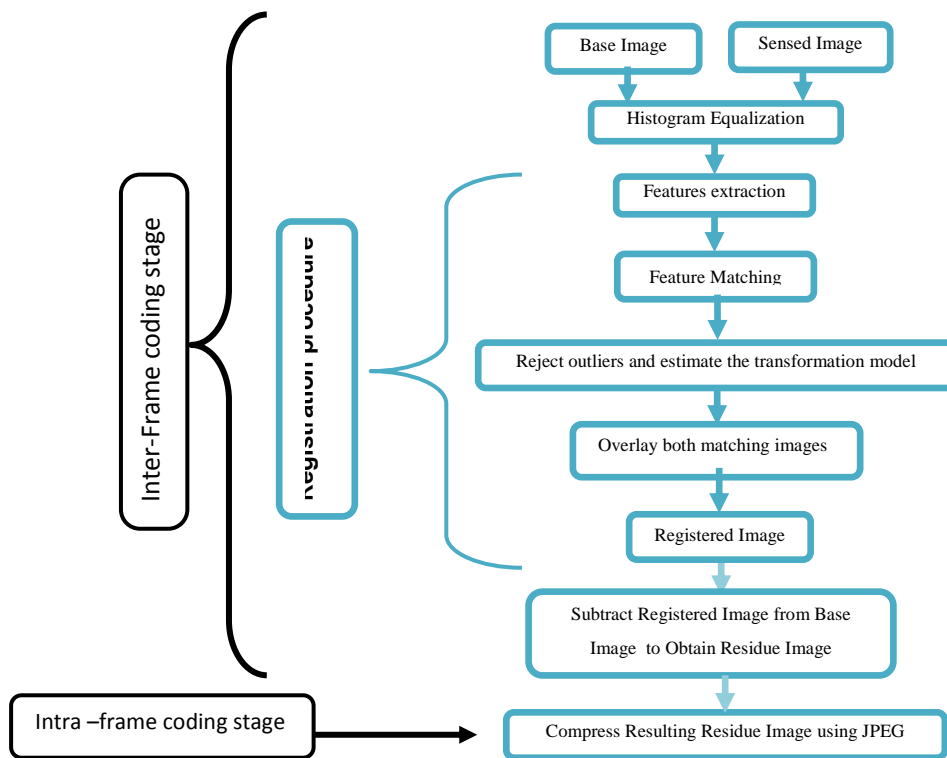 Base Image
Sensed Image
Histogram Equalization
Features extraction
Feature Matching
Reject outliers and estimate the transformation model
Overlay both matching images
Registered Image
Subtract Registered Image from Base
Image to Obtain Residue Image
Compress Resulting Residue Image using JPEG
Inter-Frame coding stage
Registration procedure
Intra –frame coding stage